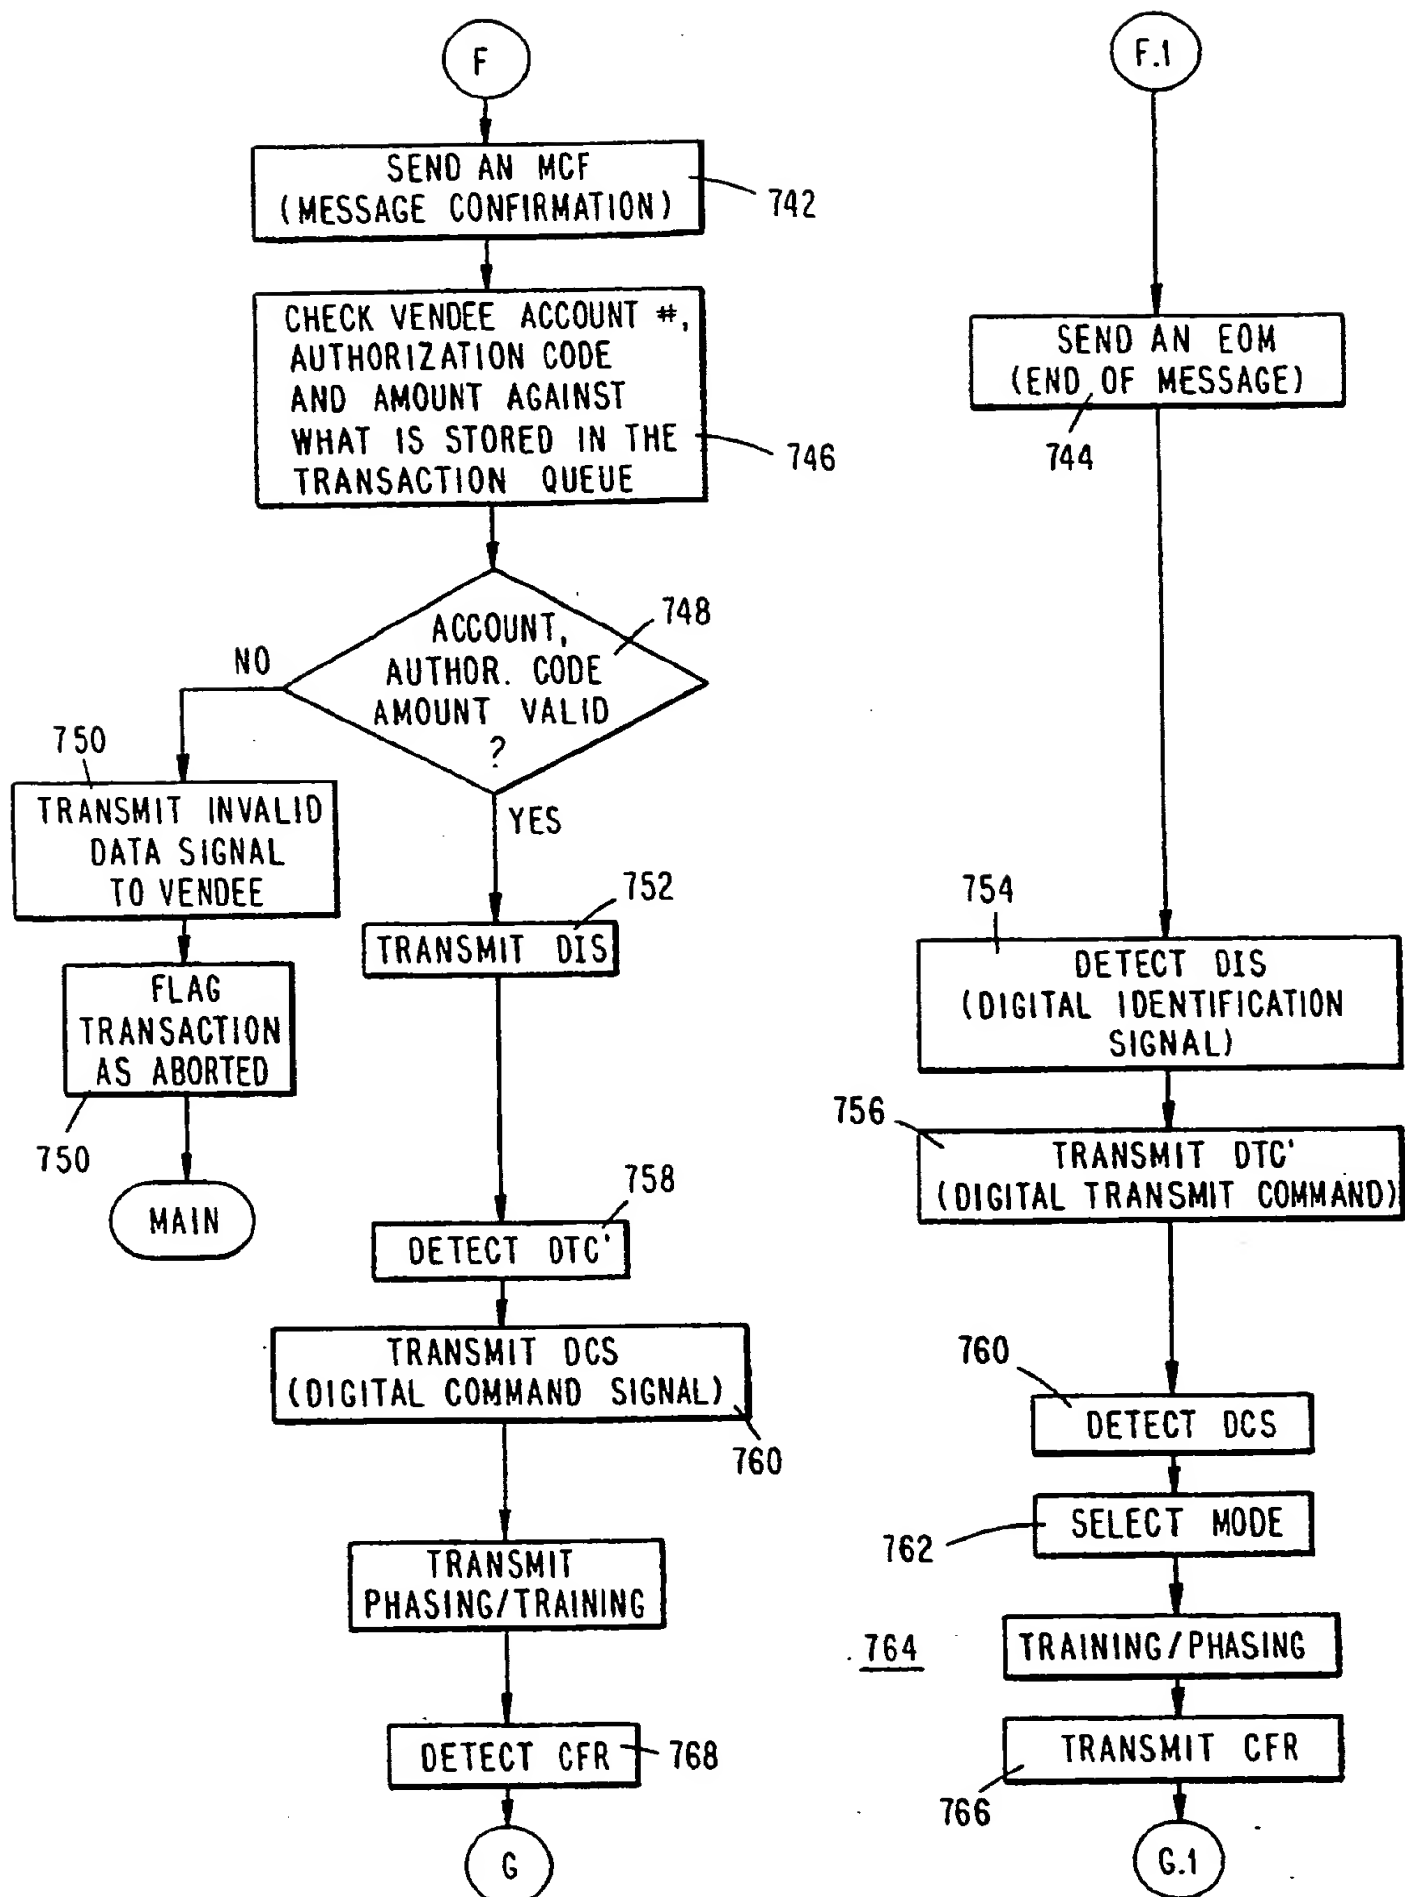 F
SEND AN MCF
(MESSAGE CONFIRMATION)
742
CHECK VENDEE ACCOUNT #,
AUTHORIZATION CODE
AND AMOUNT AGAINST
WHAT IS STORED IN THE
TRANSACTION QUEUE
746
ACCOUNT,
AUTHOR. CODE
AMOUNT VALID
?
748
NO
YES
750
TRANSMIT INVALID
DATA SIGNAL
TO VENDEE
FLAG
TRANSACTION
AS ABORTED
750
MAIN
752
TRANSMIT DIS
758
DETECT DTC'
TRANSMIT DCS
(DIGITAL COMMAND SIGNAL)
760
TRANSMIT
PHASING/TRAINING
DETECT CFR
768
G
F.1
SEND AN EOM
(END OF MESSAGE)
744
754
DETECT DIS
(DIGITAL IDENTIFICATION
SIGNAL)
756
TRANSMIT DTC'
(DIGITAL TRANSMIT COMMAND)
760
DETECT DCS
SELECT MODE
762
764
TRAINING/PHASING
TRANSMIT CFR
766
G.1